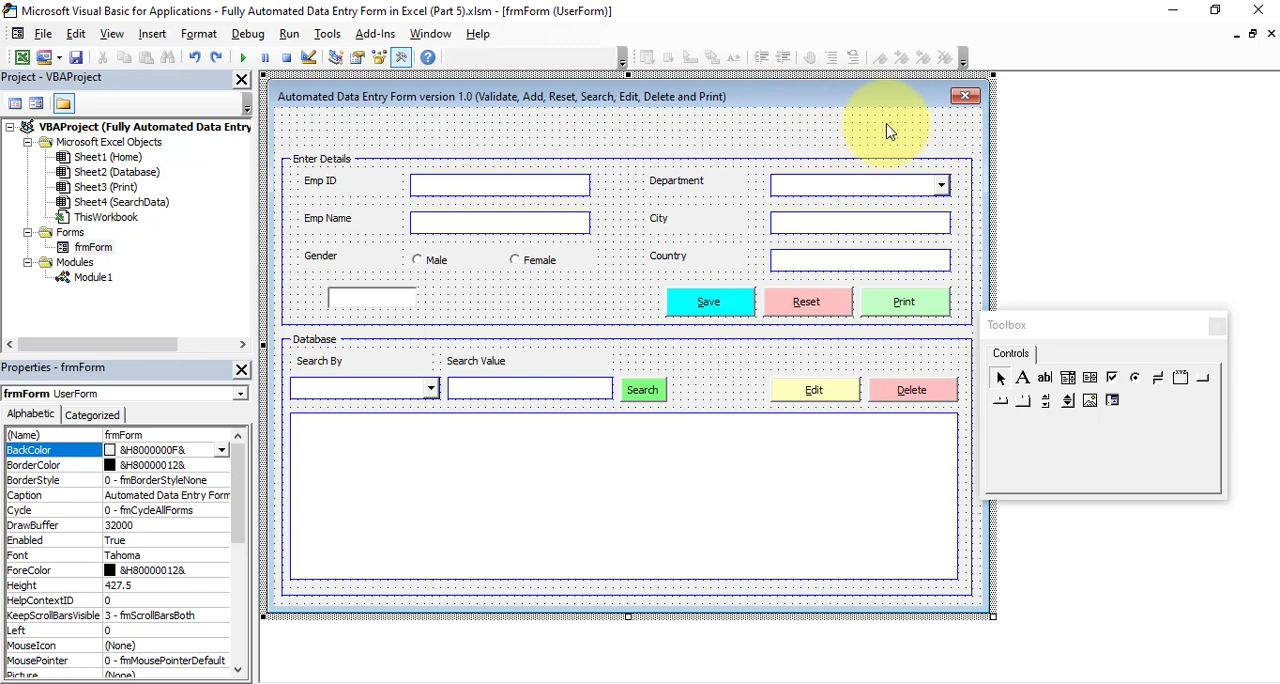 Microsoft Visual Basic for Applications - Fully Automated Data Entry Form in Excel (Part 5).xlsm - [frmForm (UserForm)]
File Edit View Insert Format Debug Run Tools Add-Ins Window Help
Project - VBAProject
VBAProject (Fully Automated Data Entry
Microsoft Excel Objects
Sheet1 (Home)
Sheet2 (Database)
Sheet3 (Print)
Sheet4 (SearchData)
ThisWorkbook
Forms
frmForm
Modules
Module1
Properties - frmForm
frmForm UserForm
Alphabetic Categorized
(Name) frmForm
BackColor &H8000000F&
BorderColor &H80000012&
BorderStyle 0 - fmBorderStyleNone
Caption Automated Data Entry Form
Cycle 0 - fmCycleAllForms
DrawBuffer 32000
Enabled True
Font Tahoma
ForeColor &H80000012&
Height 427.5
HelpContextID 0
KeepScrollBarsVisible 3 - fmScrollBarsBoth
Left 0
MouseIcon (None)
MousePointer 0 - fmMousePointerDefault
Picture (None)
Automated Data Entry Form version 1.0 (Validate, Add, Reset, Search, Edit, Delete and Print)
Enter Details
Emp ID Department
Emp Name City
Gender Male Female Country
Save Reset Print
Database
Search By Search Value
Search Edit Delete
Toolbox
Controls
A ab| XYZ